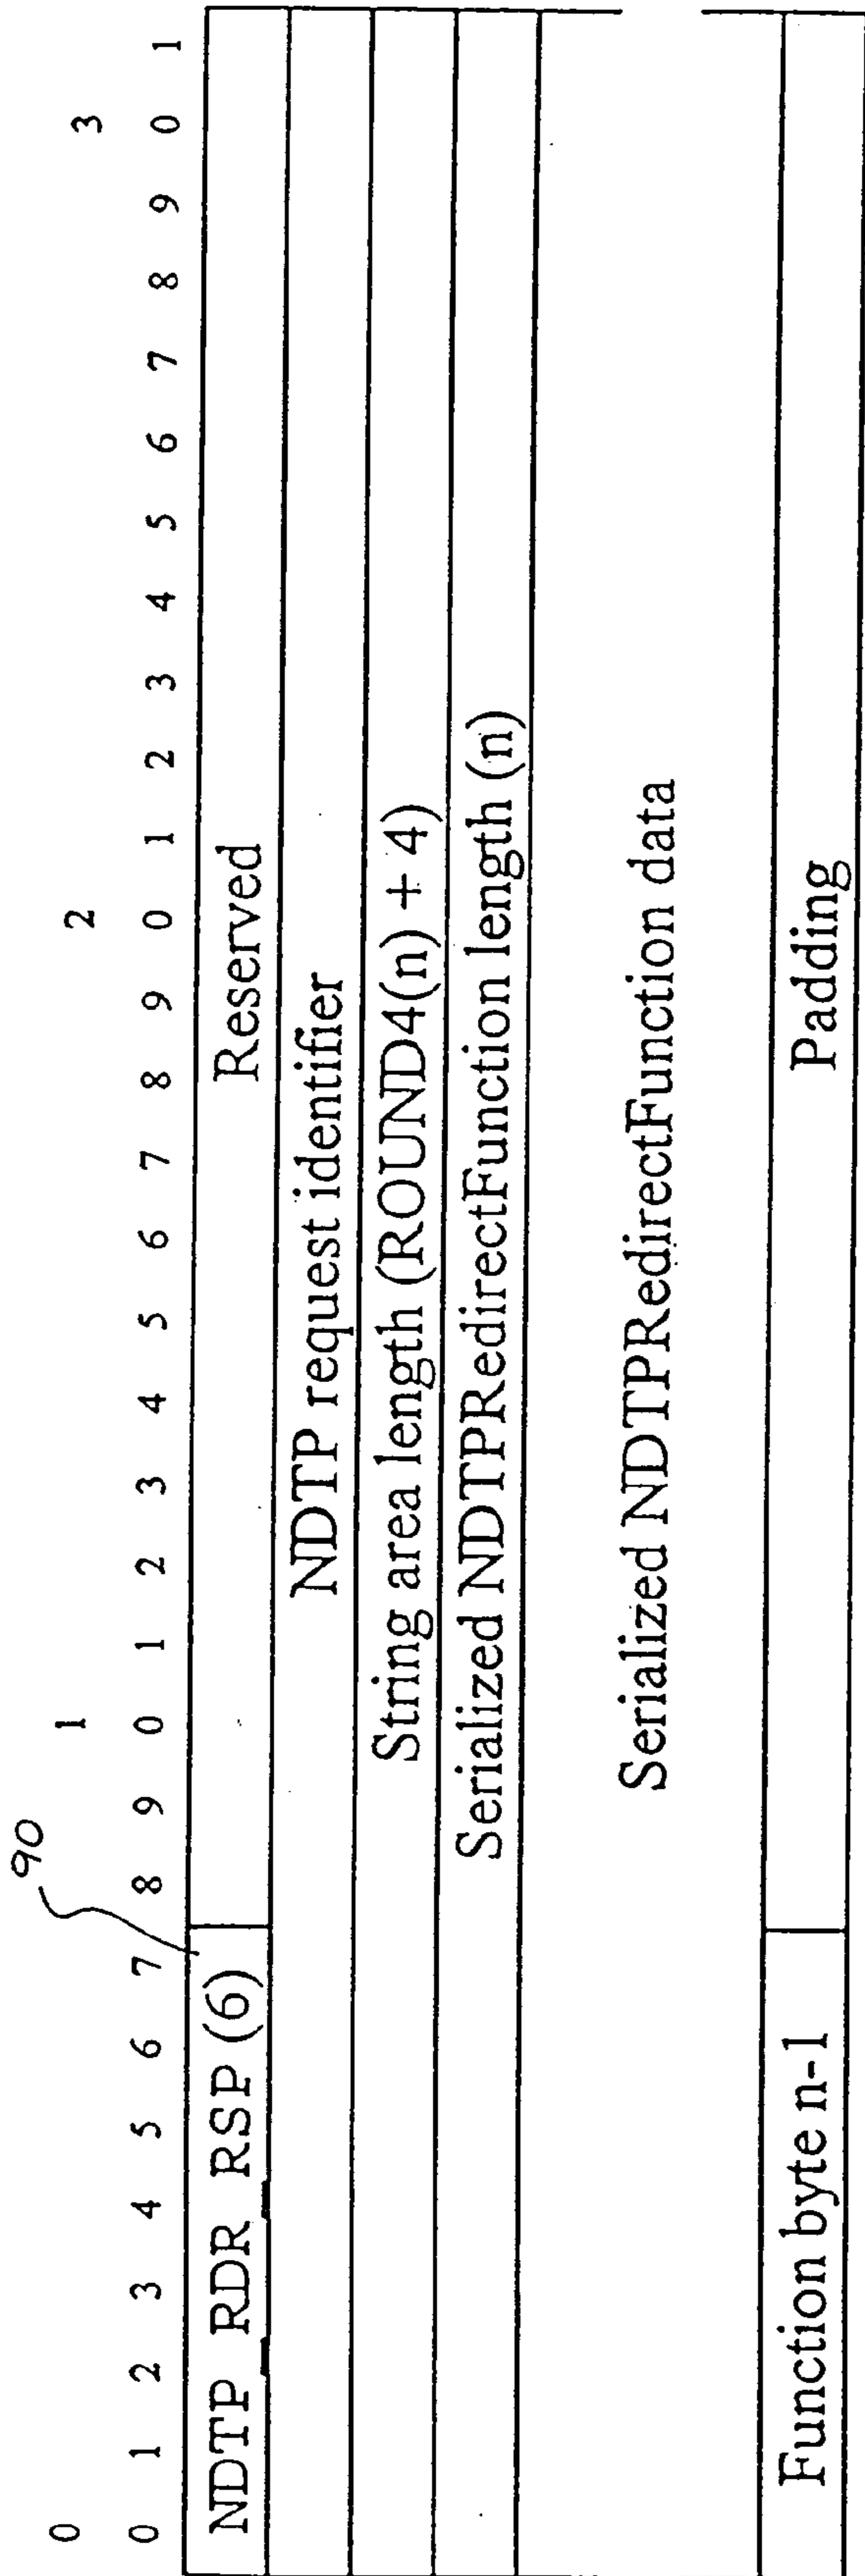 90
0 1 2 3
0 1 2 3 4 5 6 7 8 9 0 1 2 3 4 5 6 7 8 9 0 1 2 3 4 5 6 7 8 9 0 1
NDTP_RDR_RSP (6) Reserved
NDTP request identifier
String area length (ROUND4(n) + 4)
Serialized NDTPRedirectFunction length (n)
Serialized NDTPRedirectFunction data
Function byte n-1 Padding